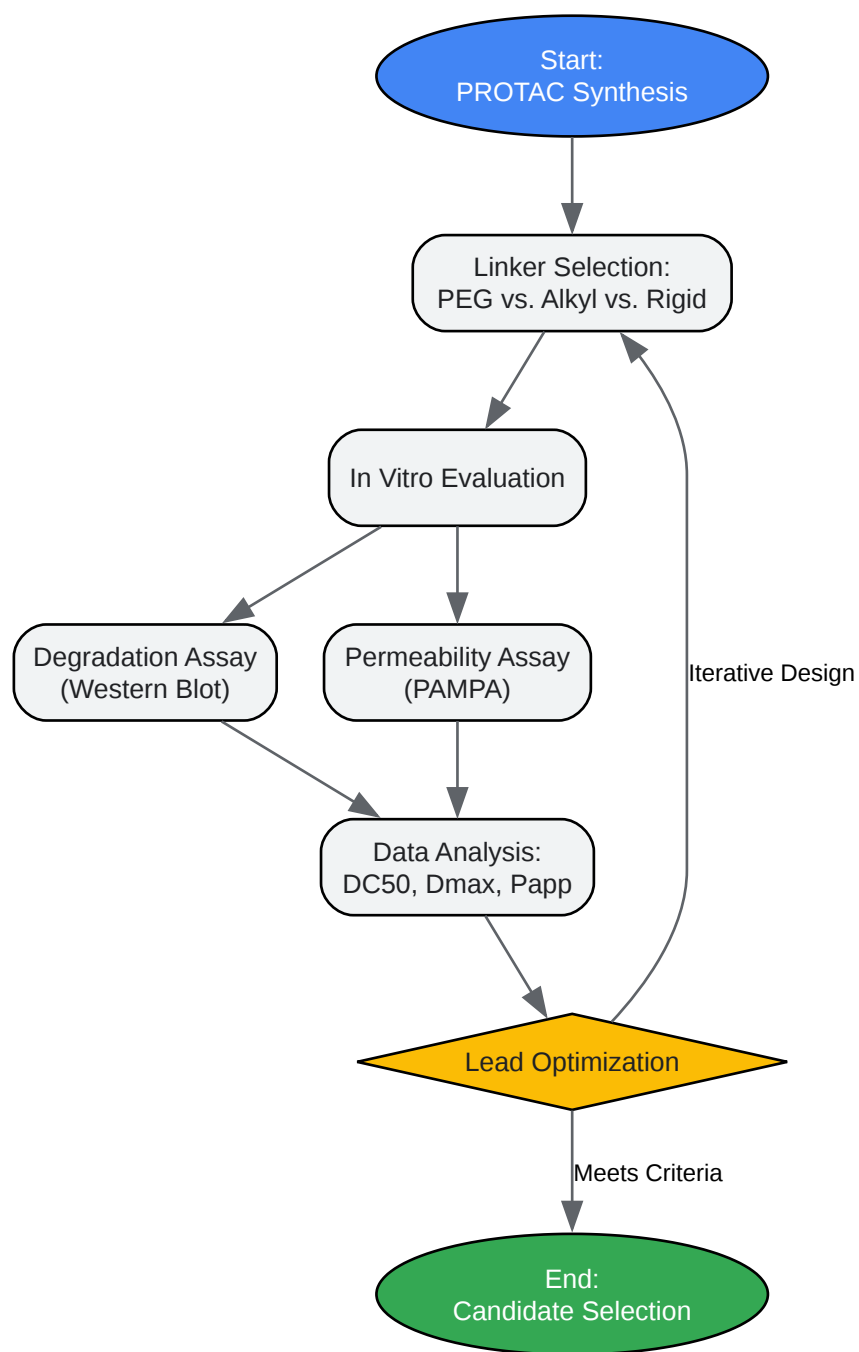 Start:
PROTAC Synthesis
Linker Selection:
PEG vs. Alkyl vs. Rigid
In Vitro Evaluation
Degradation Assay
(Western Blot)
Permeability Assay
(PAMPA)
Iterative Design
Data Analysis:
DC50, Dmax, Papp
Lead Optimization
Meets Criteria
End:
Candidate Selection